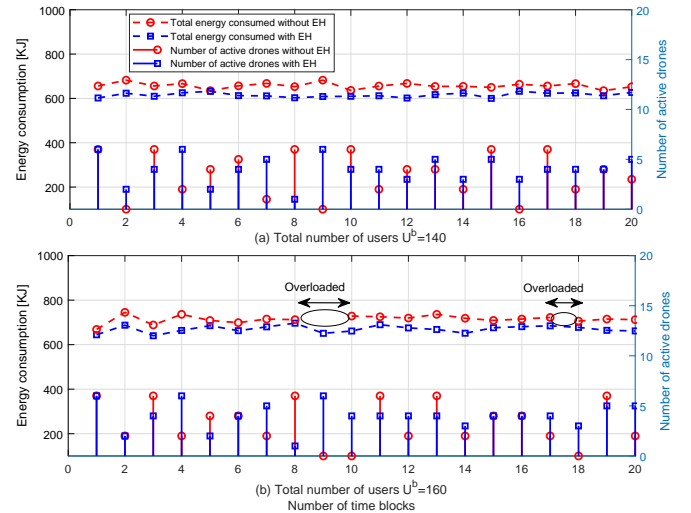 1000
800
600
400
200
Energy consumption [KJ]
Total energy consumed without EH
Total energy consumed with EH
Number of active drones without EH
Number of active drones with EH
20
15
10
5
0
Number of active drones
0 2 4 6 8 10 12 14 16 18 20
(a) Total number of users U^b=140
1000
800
600
400
200
Energy consumption [KJ]
Overloaded
Overloaded
20
15
10
5
0
Number of active drones
0 2 4 6 8 10 12 14 16 18 20
(b) Total number of users U^b=160
Number of time blocks